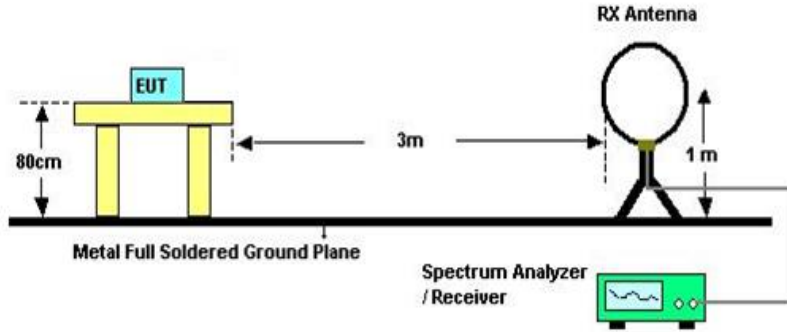 RX Antenna
EUT
3m
80cm
1 m
Metal Full Soldered Ground Plane
Spectrum Analyzer
/ Receiver